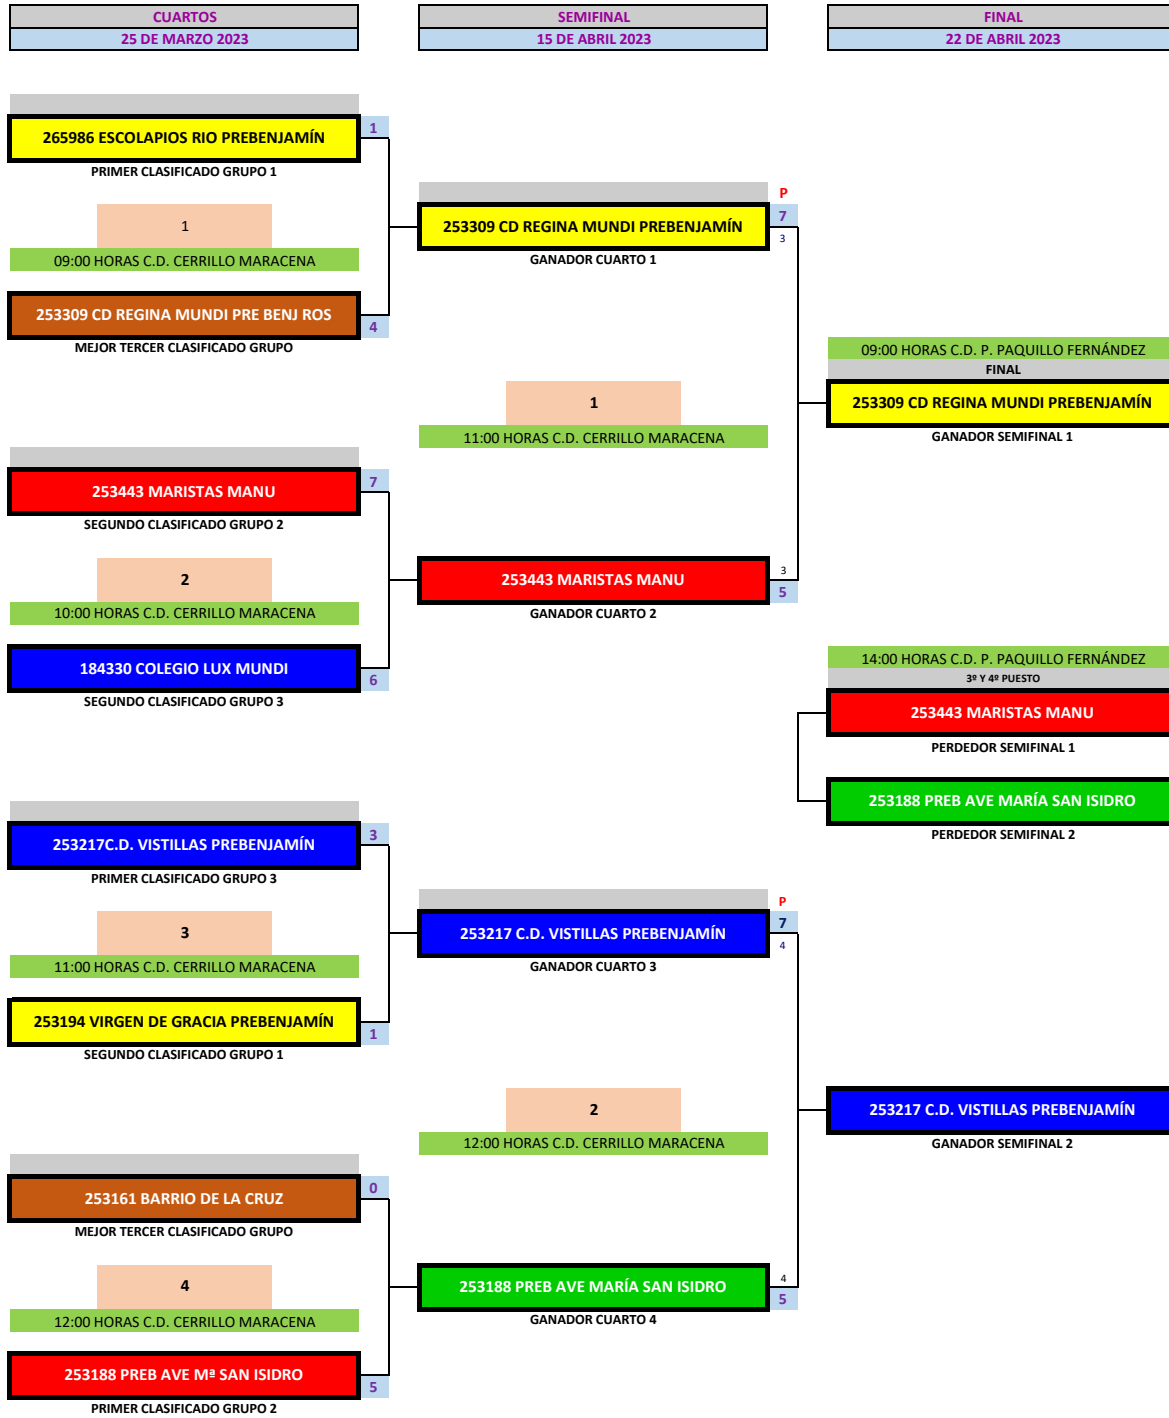 CUARTOS
25 DE MARZO 2023
SEMIFINAL
15 DE ABRIL 2023
FINAL
22 DE ABRIL 2023
265986 ESCOLAPIOS RIO PREBENJAMÍN
1
PRIMER CLASIFICADO GRUPO 1
1
09:00 HORAS C.D. CERRILLO MARACENA
253309 CD REGINA MUNDI PRE BENJ ROS
4
MEJOR TERCER CLASIFICADO GRUPO
253443 MARISTAS MANU
7
SEGUNDO CLASIFICADO GRUPO 2
2
10:00 HORAS C.D. CERRILLO MARACENA
184330 COLEGIO LUX MUNDI
6
SEGUNDO CLASIFICADO GRUPO 3
253217C.D. VISTILLAS PREBENJAMÍN
3
PRIMER CLASIFICADO GRUPO 3
3
11:00 HORAS C.D. CERRILLO MARACENA
253194 VIRGEN DE GRACIA PREBENJAMÍN
1
SEGUNDO CLASIFICADO GRUPO 1
253161 BARRIO DE LA CRUZ
0
MEJOR TERCER CLASIFICADO GRUPO
4
12:00 HORAS C.D. CERRILLO MARACENA
253188 PREB AVE Mª SAN ISIDRO
5
PRIMER CLASIFICADO GRUPO 2
P
253309 CD REGINA MUNDI PREBENJAMÍN
7
3
GANADOR CUARTO 1
1
11:00 HORAS C.D. CERRILLO MARACENA
253443 MARISTAS MANU
3
5
GANADOR CUARTO 2
P
253217 C.D. VISTILLAS PREBENJAMÍN
7
4
GANADOR CUARTO 3
2
12:00 HORAS C.D. CERRILLO MARACENA
253188 PREB AVE MARÍA SAN ISIDRO
4
5
GANADOR CUARTO 4
09:00 HORAS C.D. P. PAQUILLO FERNÁNDEZ
FINAL
253309 CD REGINA MUNDI PREBENJAMÍN
GANADOR SEMIFINAL 1
14:00 HORAS C.D. P. PAQUILLO FERNÁNDEZ
3º Y 4º PUESTO
253443 MARISTAS MANU
PERDEDOR SEMIFINAL 1
253188 PREB AVE MARÍA SAN ISIDRO
PERDEDOR SEMIFINAL 2
253217 C.D. VISTILLAS PREBENJAMÍN
GANADOR SEMIFINAL 2